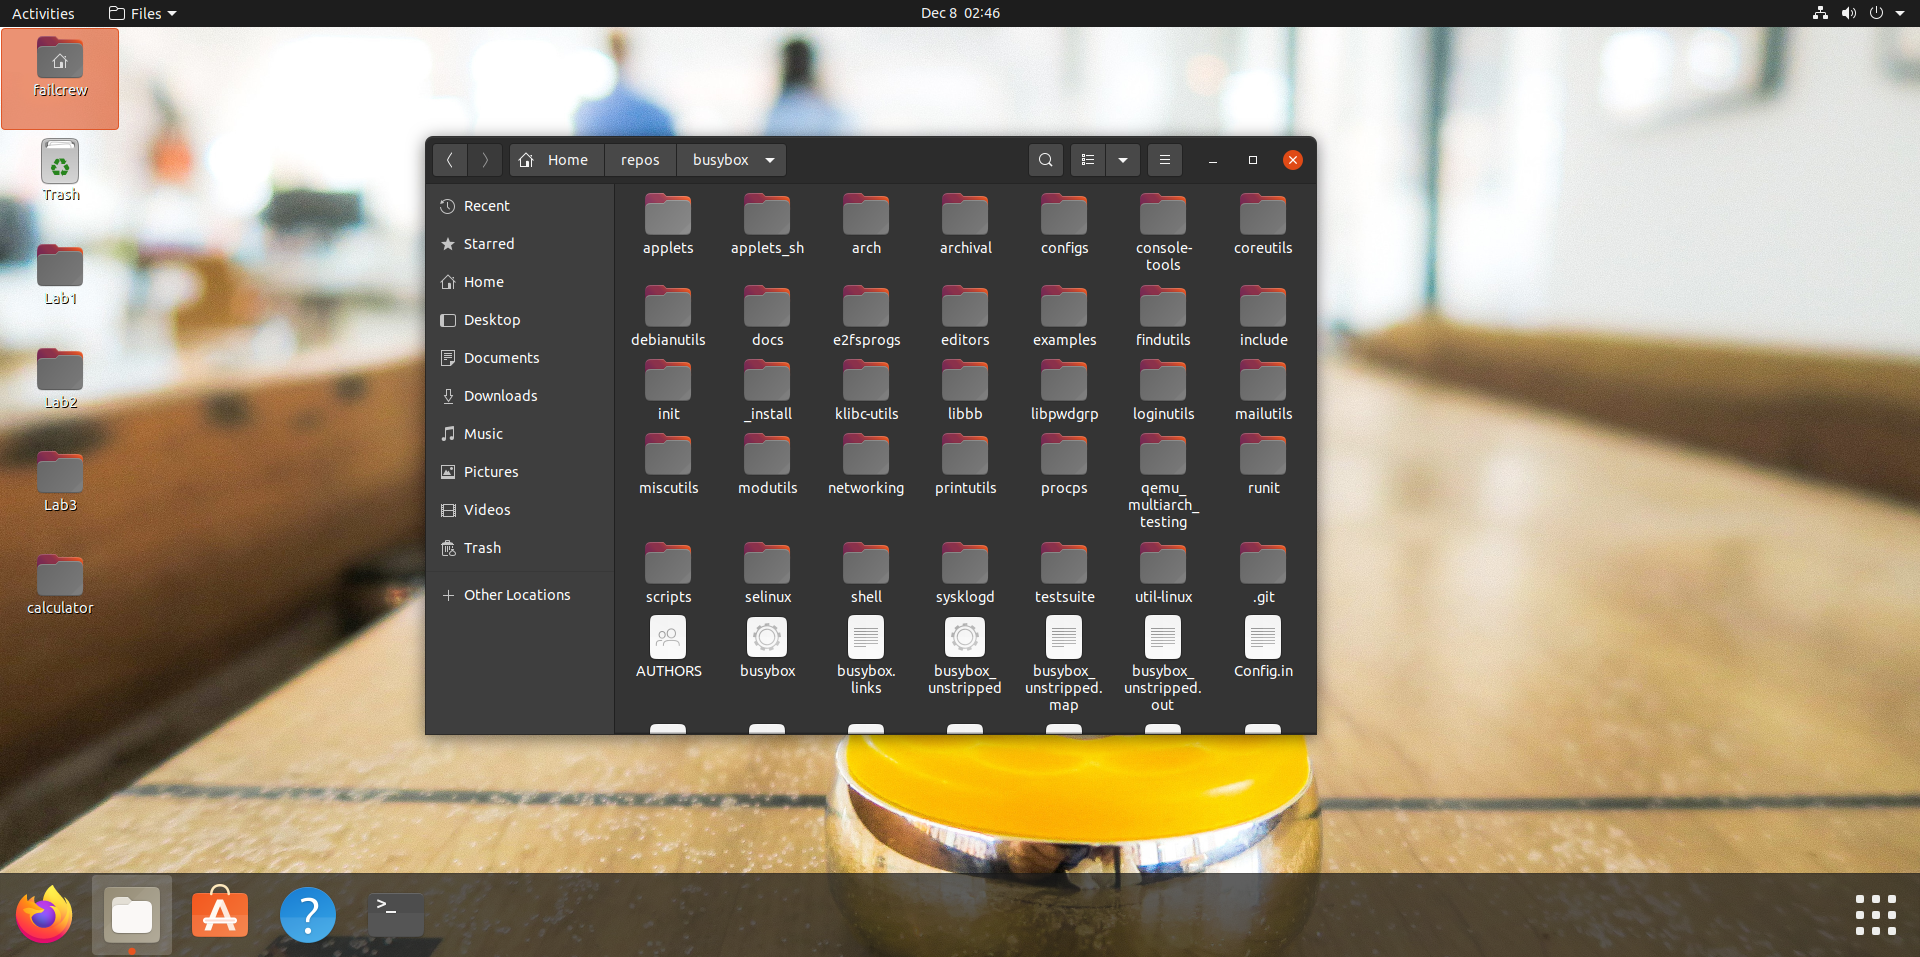 Activities
Files
Dec 8 02:46
failcrew
Trash
Lab1
Lab2
Lab3
calculator
Home
repos
busybox
Recent
Starred
Home
Desktop
Documents
Downloads
Music
Pictures
Videos
Trash
Other Locations
applets
applets_sh
arch
archival
configs
console-
tools
coreutils
debianutils
docs
e2fsprogs
editors
examples
findutils
include
init
_install
klibc-utils
libbb
libpwdgrp
loginutils
mailutils
miscutils
modutils
networking
printutils
procps
qemu_
multiarch_
testing
runit
scripts
selinux
shell
sysklogd
testsuite
util-linux
.git
AUTHORS
busybox
busybox.
links
busybox_
unstripped
busybox_
unstripped.
map
busybox_
unstripped.
out
Config.in